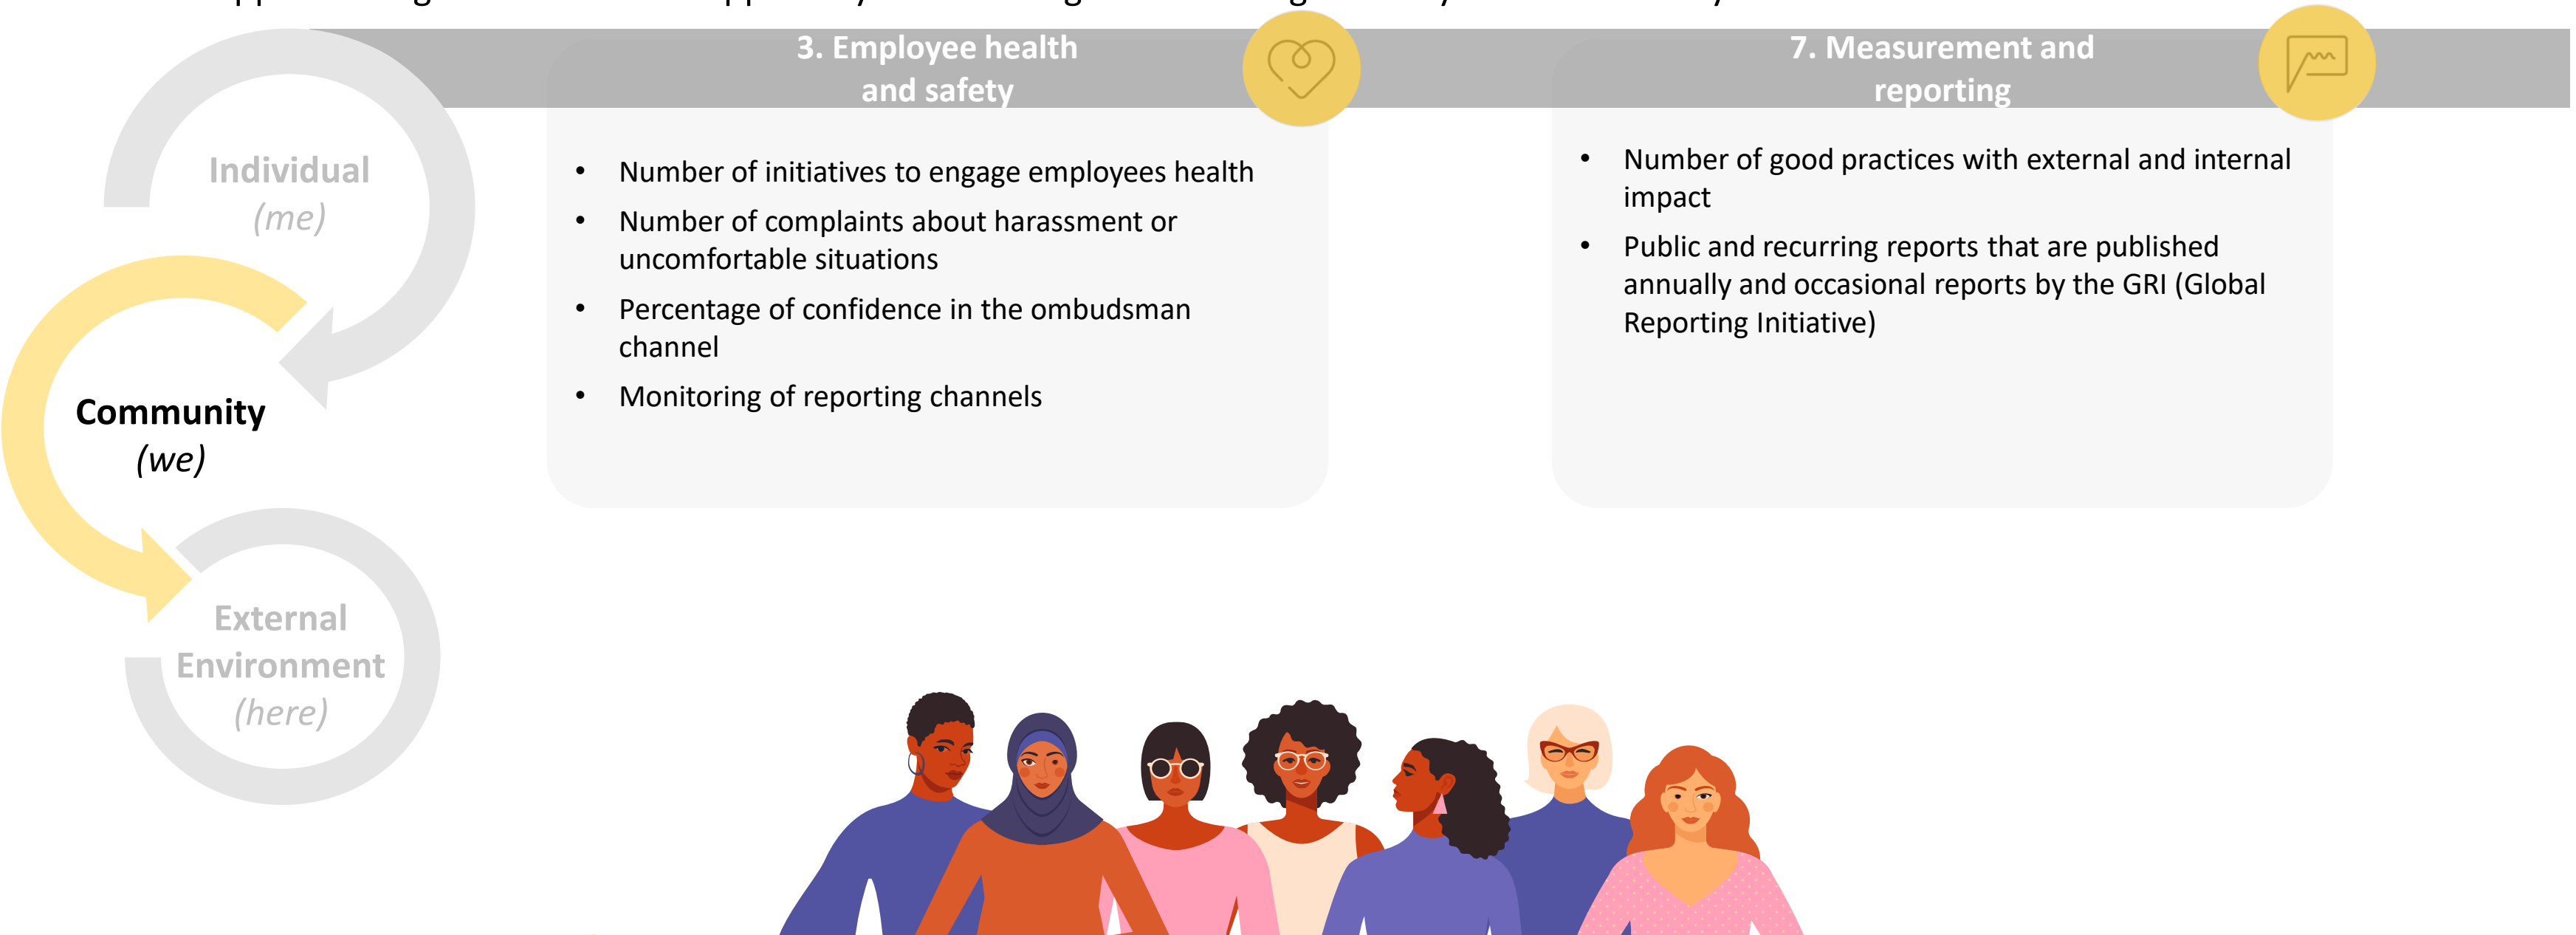 3. Employee health
and safety
7. Measurement and
reporting
Individual
(me)
Community
(we)
External
Environment
(here)
• Number of initiatives to engage employees health
• Number of complaints about harassment or
uncomfortable situations
• Percentage of confidence in the ombudsman
channel
• Monitoring of reporting channels
• Number of good practices with external and internal
impact
• Public and recurring reports that are published
annually and occasional reports by the GRI (Global
Reporting Initiative)